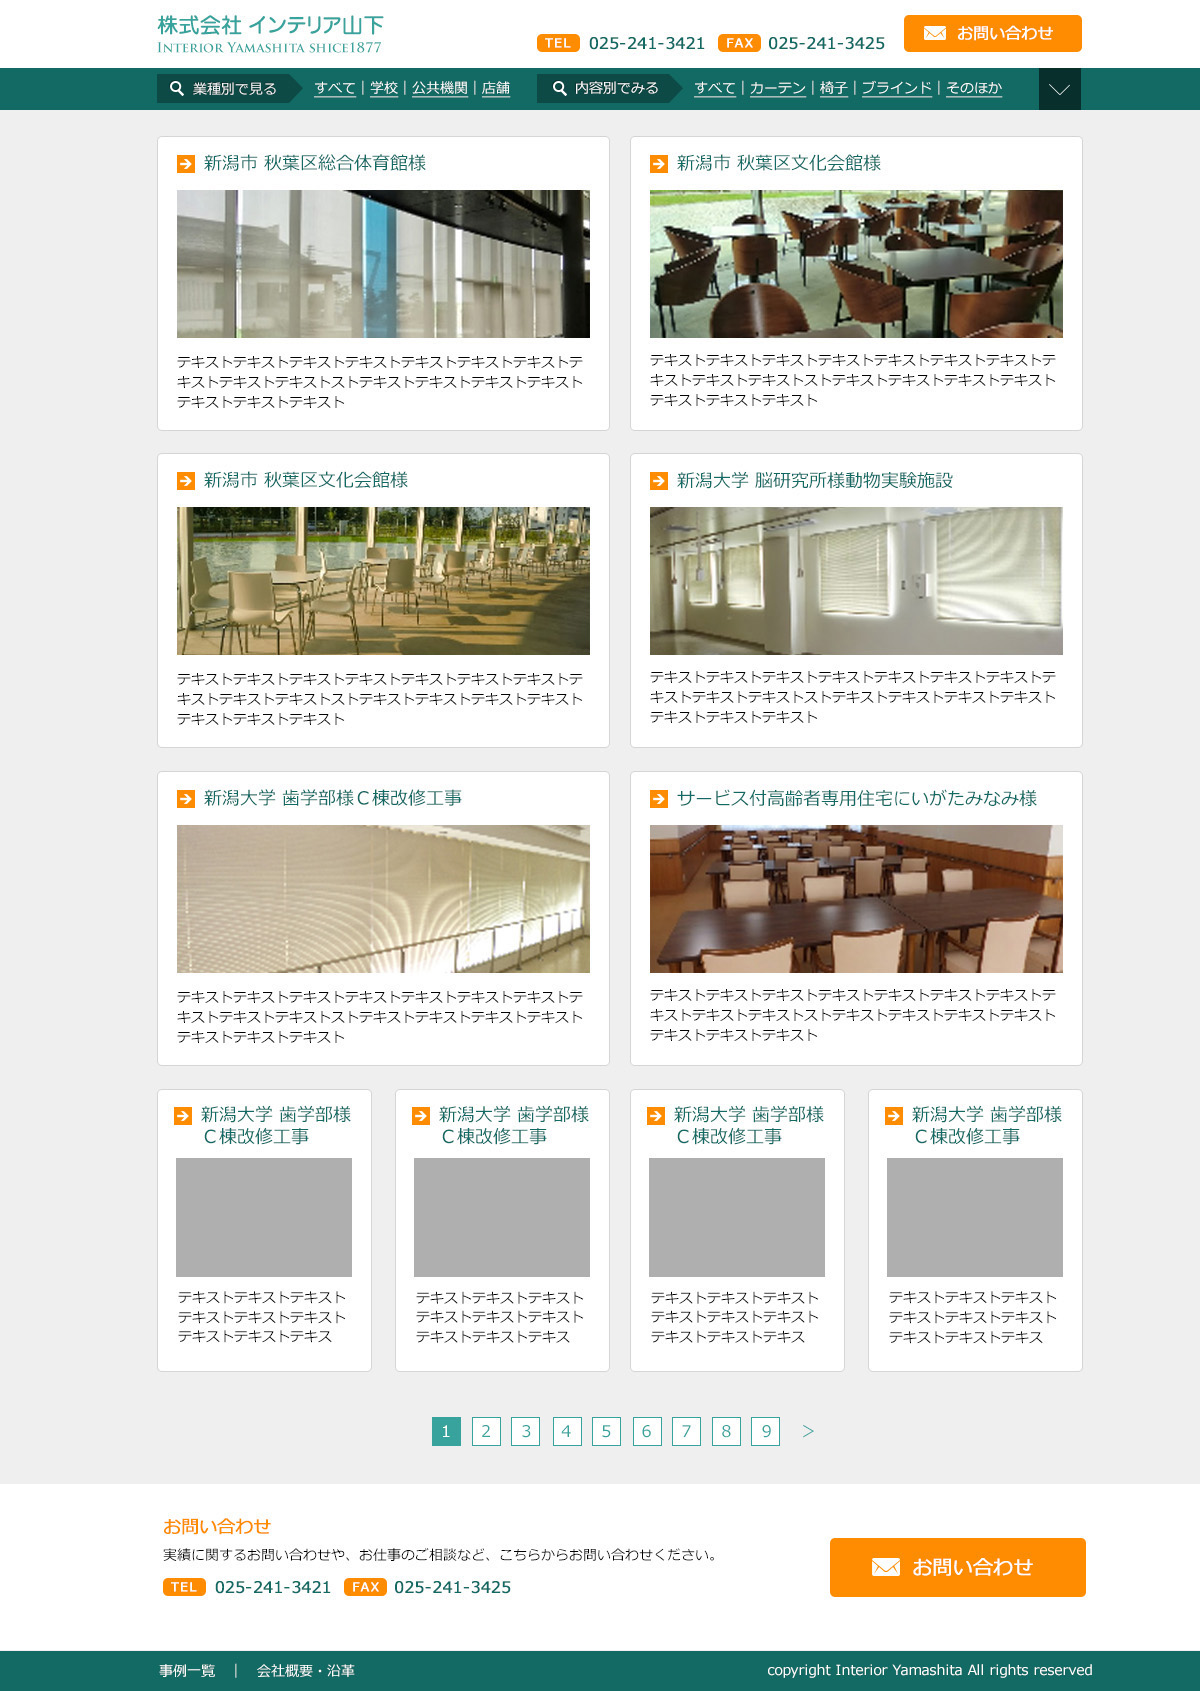 株式会社 インテリア山下
INTERIOR YAMASHITA SHICE1877
TEL 025-241-3421 FAX 025-241-3425
お問い合わせ
業種別で見る すべて｜学校｜公共機関｜店舗
内容別でみる すべて｜カーテン｜椅子｜ブラインド｜そのほか
新潟市 秋葉区総合体育館様
テキストテキストテキストテキストテキストテキストテキストテ
キストテキストテキストストテキストテキストテキストテキスト
テキストテキストテキスト
新潟市 秋葉区文化会館様
テキストテキストテキストテキストテキストテキストテキストテ
キストテキストテキストストテキストテキストテキストテキスト
テキストテキストテキスト
新潟市 秋葉区文化会館様
テキストテキストテキストテキストテキストテキストテキストテ
キストテキストテキストストテキストテキストテキストテキスト
テキストテキストテキスト
新潟大学 脳研究所様動物実験施設
テキストテキストテキストテキストテキストテキストテキストテ
キストテキストテキストストテキストテキストテキストテキスト
テキストテキストテキスト
新潟大学 歯学部様Ｃ棟改修工事
テキストテキストテキストテキストテキストテキストテキストテ
キストテキストテキストストテキストテキストテキストテキスト
テキストテキストテキスト
サービス付高齢者専用住宅にいがたみなみ様
テキストテキストテキストテキストテキストテキストテキストテ
キストテキストテキストストテキストテキストテキストテキスト
テキストテキストテキスト
新潟大学 歯学部様
Ｃ棟改修工事
テキストテキストテキスト
テキストテキストテキスト
テキストテキストテキス
新潟大学 歯学部様
Ｃ棟改修工事
テキストテキストテキスト
テキストテキストテキスト
テキストテキストテキス
新潟大学 歯学部様
Ｃ棟改修工事
テキストテキストテキスト
テキストテキストテキスト
テキストテキストテキス
新潟大学 歯学部様
Ｃ棟改修工事
テキストテキストテキスト
テキストテキストテキスト
テキストテキストテキス
1 2 3 4 5 6 7 8 9 ＞
お問い合わせ
実績に関するお問い合わせや、お仕事のご相談など、こちらからお問い合わせください。
TEL 025-241-3421 FAX 025-241-3425
お問い合わせ
事例一覧 ｜ 会社概要・沿革
copyright Interior Yamashita All rights reserved